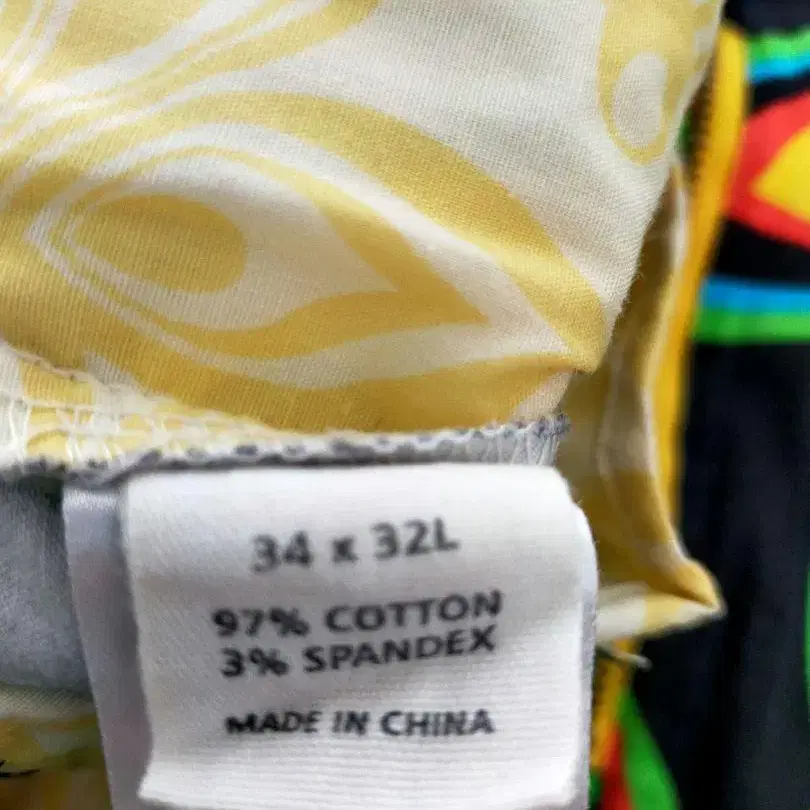 34 x 32L
97% COTTON
3% SPANDEX
MADE IN CHINA